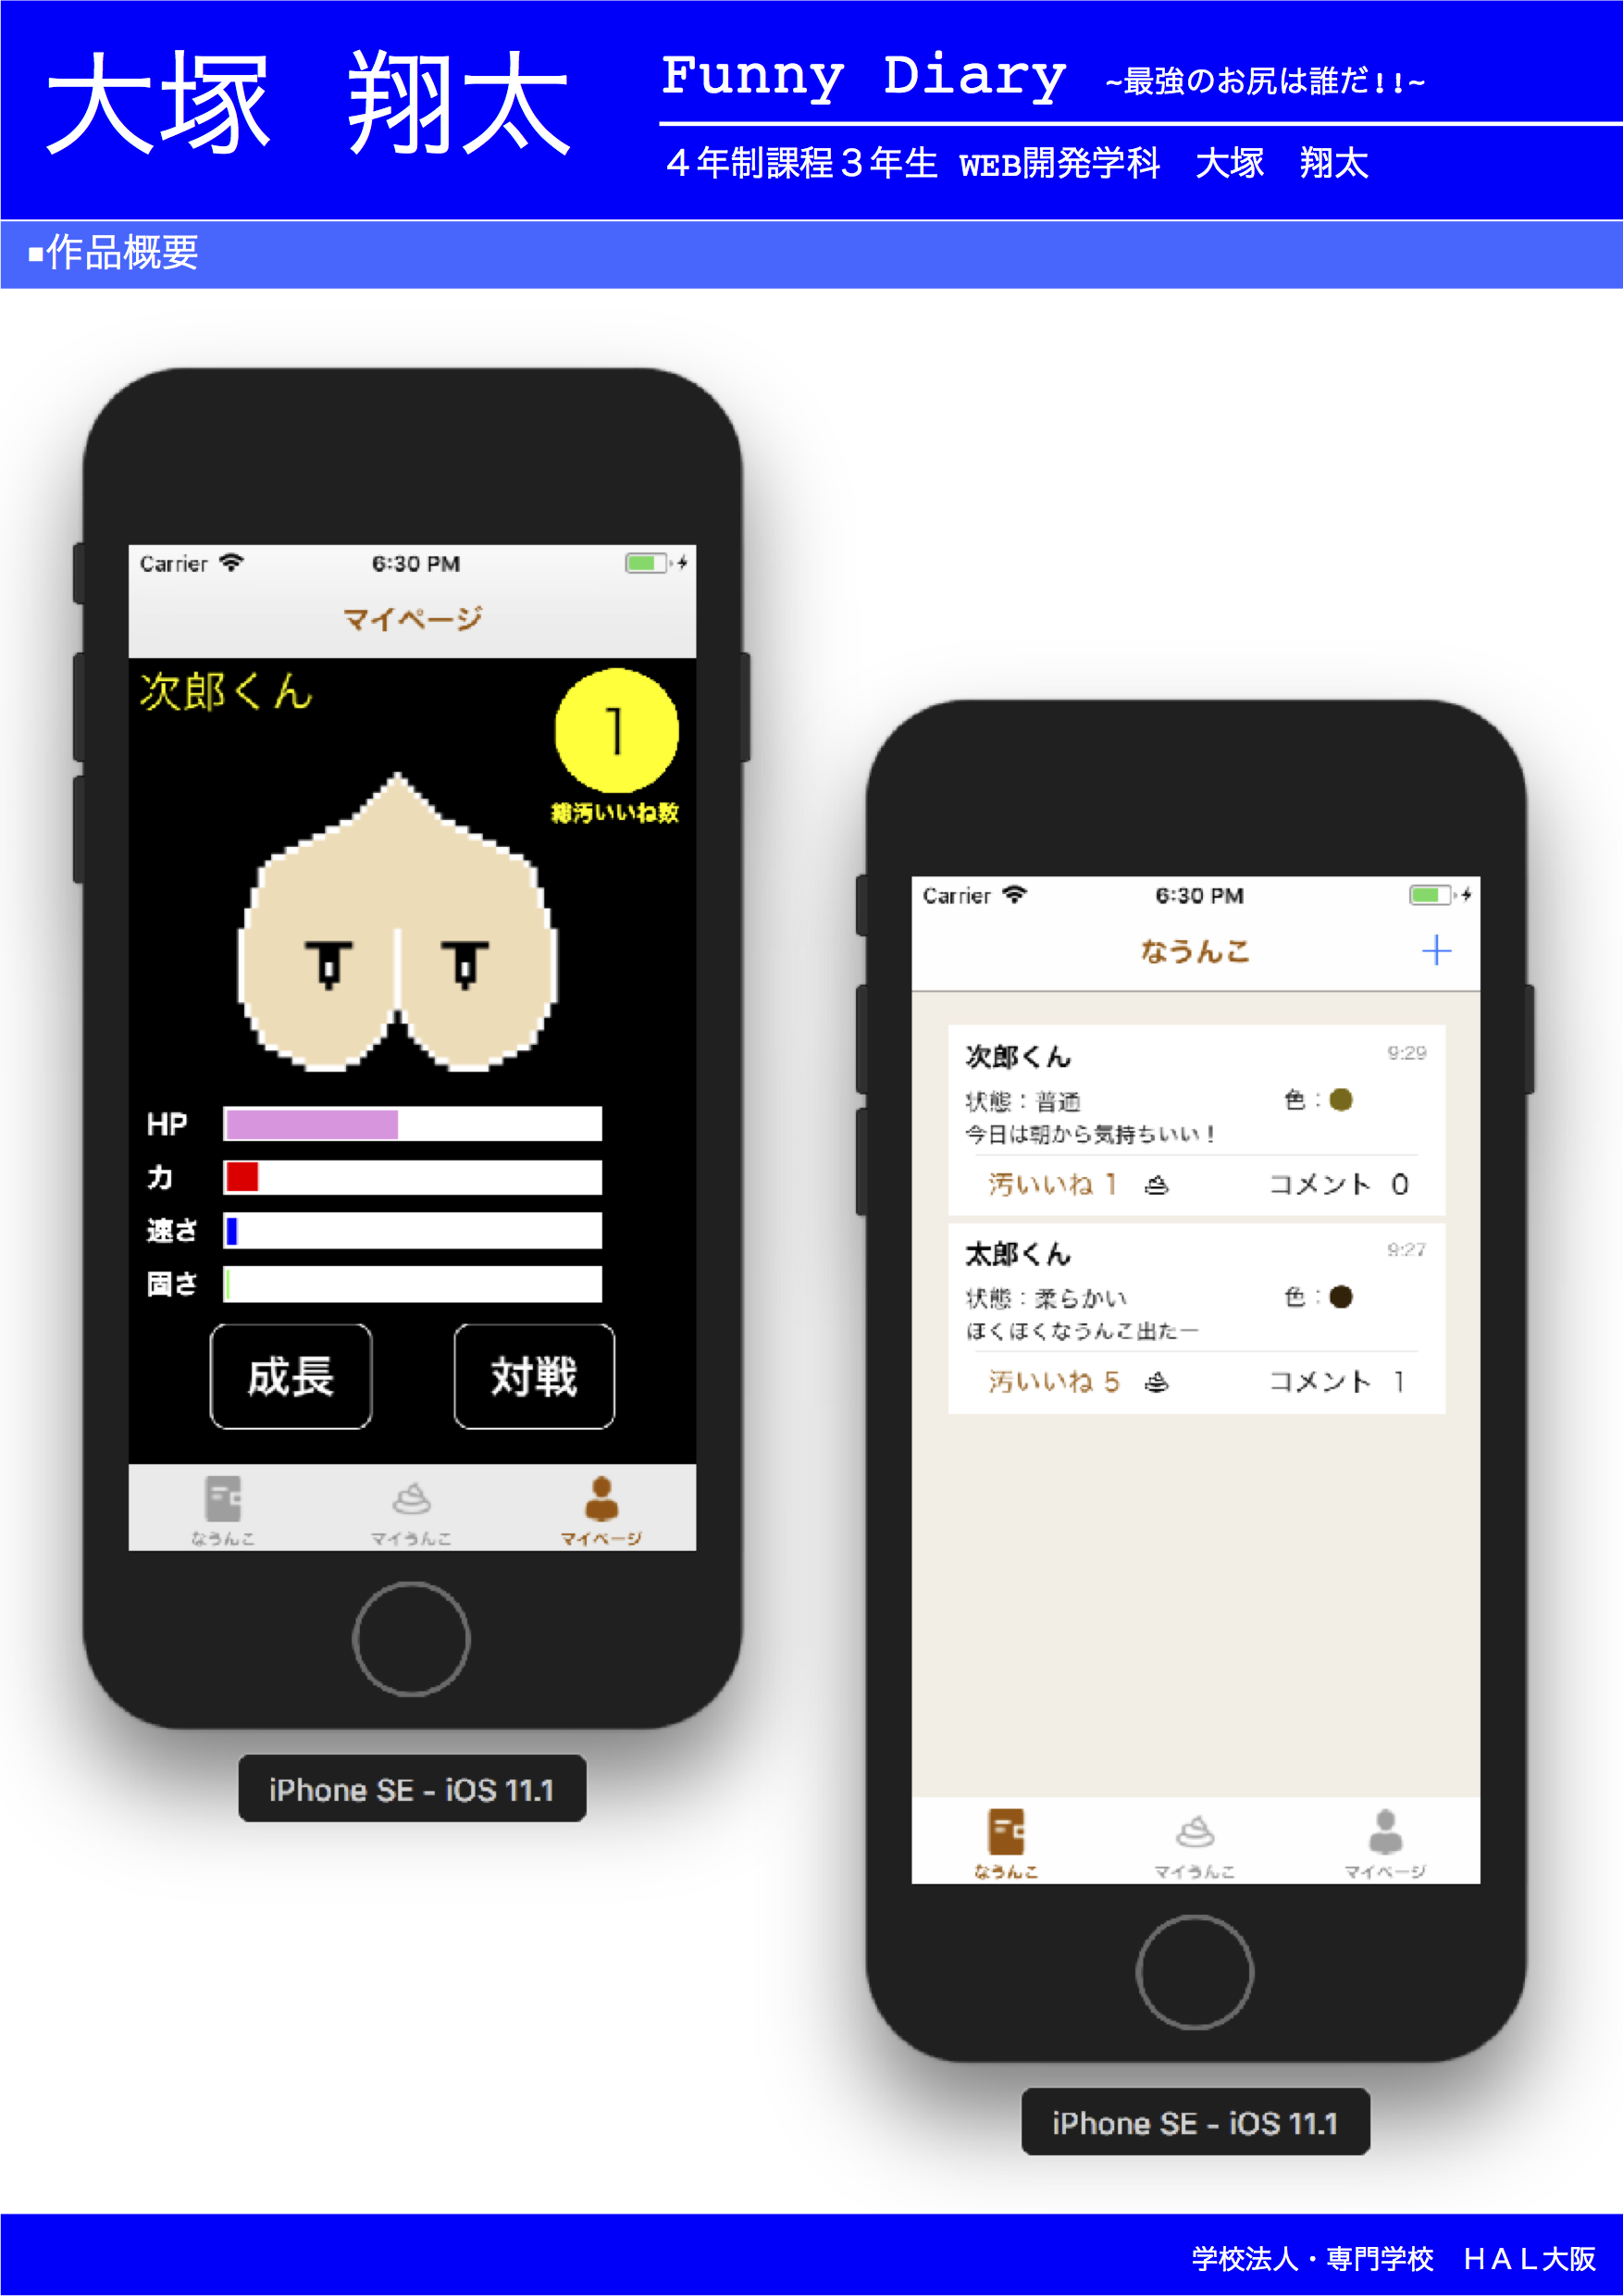 大塚 翔太
Funny Diary ~最強のお尻は誰だ!!~
４年制課程３年生 WEB開発学科 大塚 翔太
■作品概要
Carrier 6:30 PM
マイページ
次郎くん
1
総汚いいね数
HP
力
速さ
固さ
成長 対戦
なうんこ マイうんこ マイページ
iPhone SE - iOS 11.1
Carrier 6:30 PM
なうんこ +
次郎くん 9:29
状態：普通 色：
今日は朝から気持ちいい！
汚いいね 1 コメント 0
太郎くん 9:27
状態：柔らかい 色：
ほくほくなうんこ出たー
汚いいね 5 コメント 1
なうんこ マイうんこ マイページ
iPhone SE - iOS 11.1
学校法人・専門学校 ＨＡＬ大阪